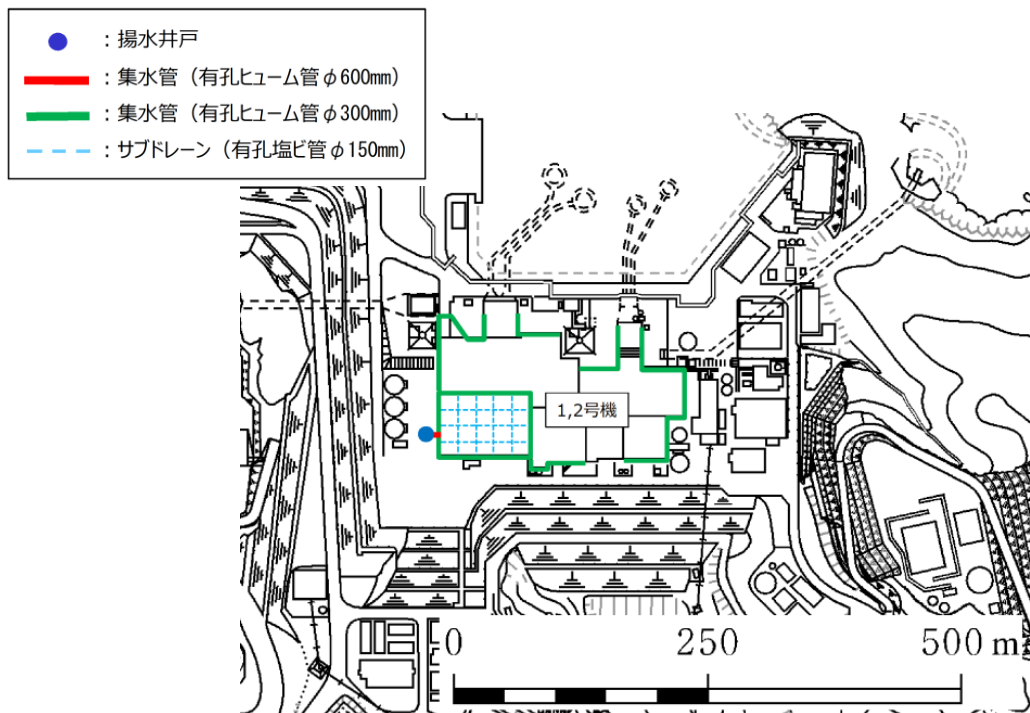 ：揚水井戸
：集水管（有孔ヒューム管φ600mm）
：集水管（有孔ヒューム管φ300mm）
：サブドレーン（有孔塩ビ管φ150mm）
1,2号機
0 250 500 m